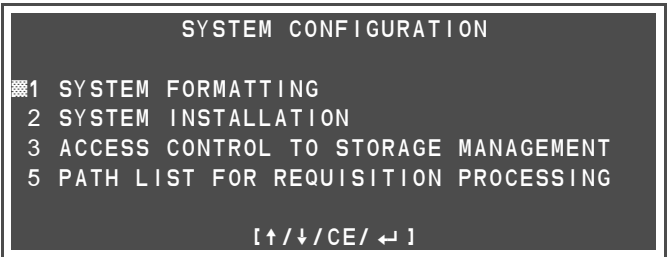 SYSTEM CONFIGURATION
1 SYSTEM FORMATTING
2 SYSTEM INSTALLATION
3 ACCESS CONTROL TO STORAGE MANAGEMENT
5 PATH LIST FOR REQUISITION PROCESSING
[↑/↓/CE/↵]